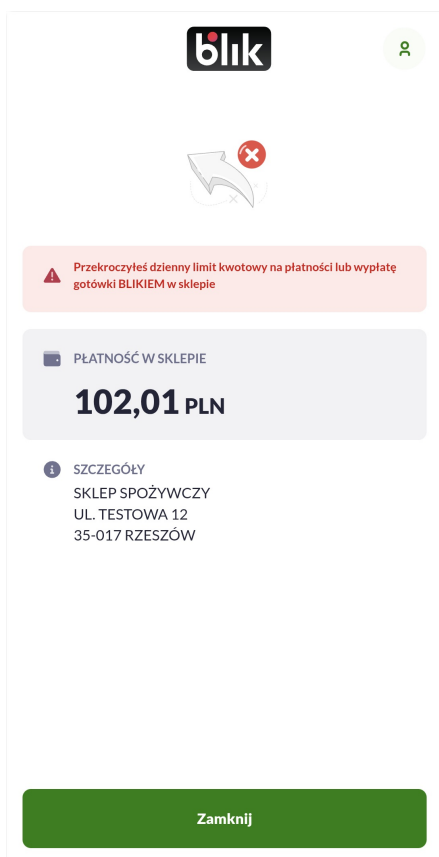 blik
Przekroczyłeś dzienny limit kwotowy na płatności lub wypłatę
gotówki BLIKIEM w sklepie
PŁATNOŚĆ W SKLEPIE
102,01 PLN
SZCZEGÓŁY
SKLEP SPOŻYWCZY
UL. TESTOWA 12
35-017 RZESZÓW
Zamknij